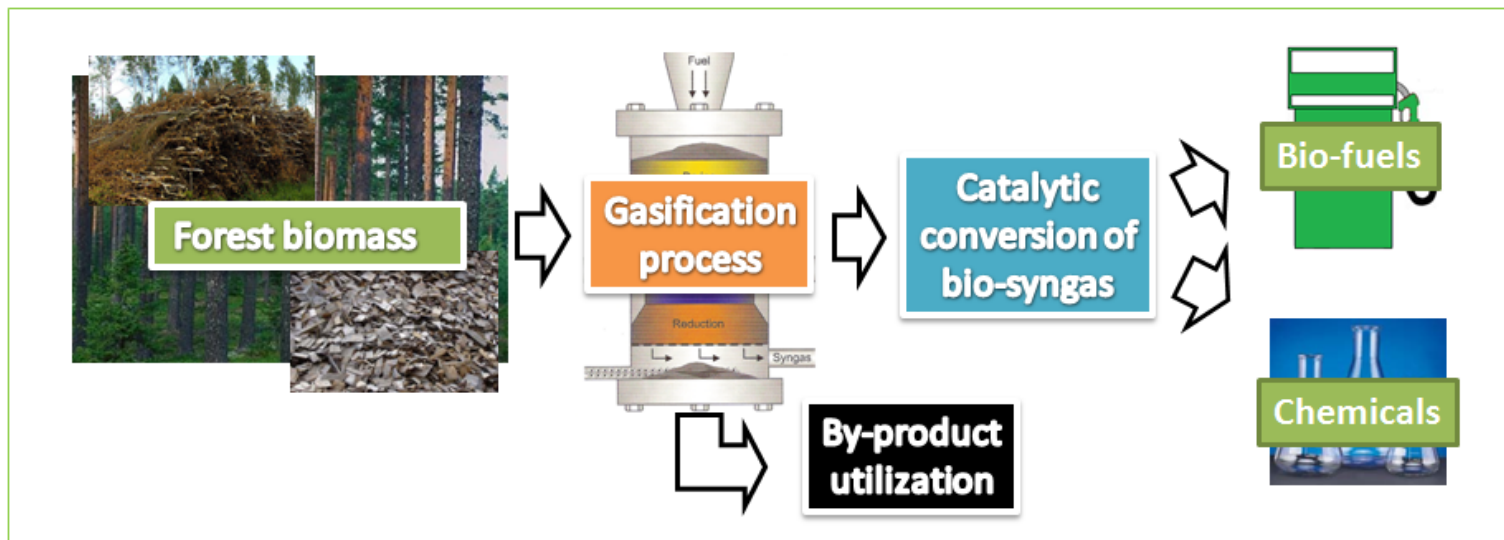 Fuel
Forest biomass
Gasification
process
Reduction
Syngas
Catalytic
conversion of
bio-syngas
By-product
utilization
Bio-fuels
Chemicals